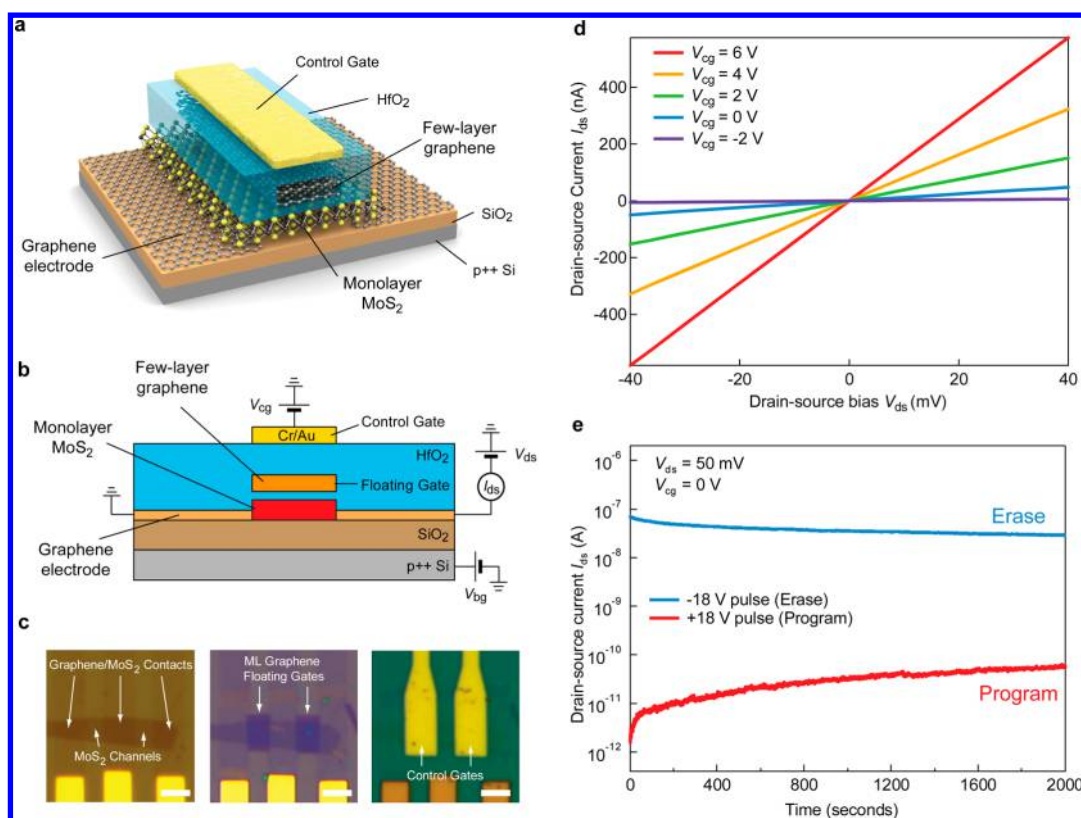 a
Control Gate
HfO2
Few-layer
graphene
SiO2
p++ Si
Graphene
electrode
Monolayer
MoS2
b
Few-layer
graphene
Vcg
Monolayer
MoS2
Cr/Au
Control Gate
HfO2
Vds
Floating Gate
Ids
Graphene
electrode
SiO2
p++ Si
Vbg
c
Graphene/MoS2 Contacts
MoS2 Channels
ML Graphene
Floating Gates
Control Gates
d
Drain-source Current Ids (nA)
400
200
0
-200
-400
Vcg = 6 V
Vcg = 4 V
Vcg = 2 V
Vcg = 0 V
Vcg = -2 V
-40 -20 0 20 40
Drain-source bias Vds (mV)
e
Drain-source current Ids (A)
10-6
10-7
10-8
10-9
10-10
10-11
10-12
Vds = 50 mV
Vcg = 0 V
Erase
-18 V pulse (Erase)
+18 V pulse (Program)
Program
0 400 800 1200 1600 2000
Time (seconds)